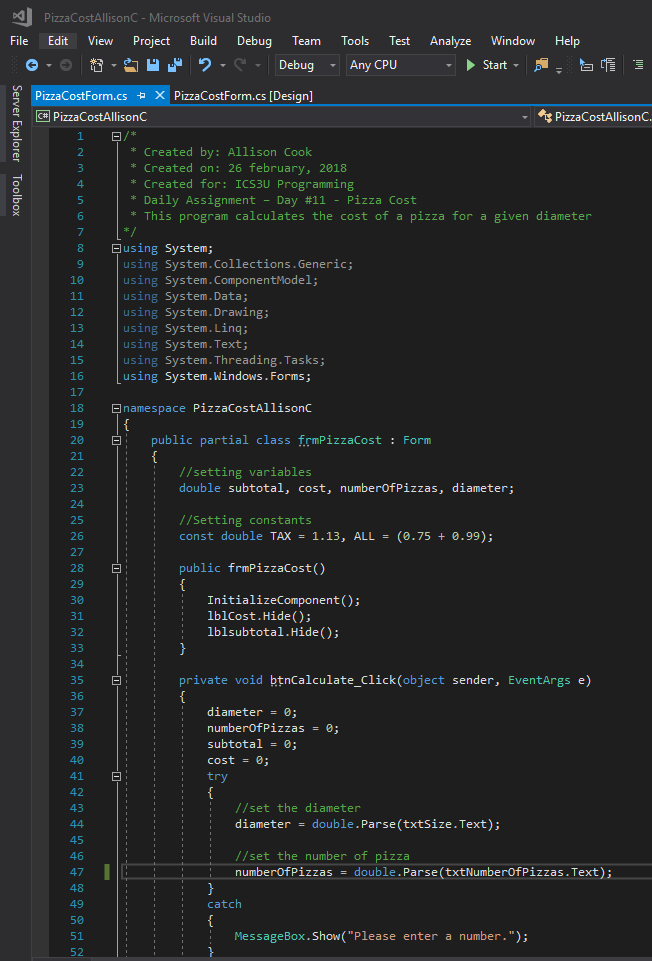 PizzaCostAllisonC - Microsoft Visual Studio
File Edit View Project Build Debug Team Tools Test Analyze Window Help
Debug Any CPU Start
PizzaCostForm.cs PizzaCostForm.cs [Design]
Server Explorer
Toolbox
C# PizzaCostAllisonC PizzaCostAllisonC.
1 /*
2 * Created by: Allison Cook
3 * Created on: 26 february, 2018
4 * Created for: ICS3U Programming
5 * Daily Assignment – Day #11 - Pizza Cost
6 * This program calculates the cost of a pizza for a given diameter
7 */
8 using System;
9 using System.Collections.Generic;
10 using System.ComponentModel;
11 using System.Data;
12 using System.Drawing;
13 using System.Linq;
14 using System.Text;
15 using System.Threading.Tasks;
16 using System.Windows.Forms;
17
18 namespace PizzaCostAllisonC
19 {
20 public partial class frmPizzaCost : Form
21 {
22 //setting variables
23 double subtotal, cost, numberOfPizzas, diameter;
24
25 //Setting constants
26 const double TAX = 1.13, ALL = (0.75 + 0.99);
27
28 public frmPizzaCost()
29 {
30 InitializeComponent();
31 lblCost.Hide();
32 lblsubtotal.Hide();
33 }
34
35 private void btnCalculate_Click(object sender, EventArgs e)
36 {
37 diameter = 0;
38 numberOfPizzas = 0;
39 subtotal = 0;
40 cost = 0;
41 try
42 {
43 //set the diameter
44 diameter = double.Parse(txtSize.Text);
45
46 //set the number of pizza
47 numberOfPizzas = double.Parse(txtNumberOfPizzas.Text);
48 }
49 catch
50 {
51 MessageBox.Show("Please enter a number.");
52 }